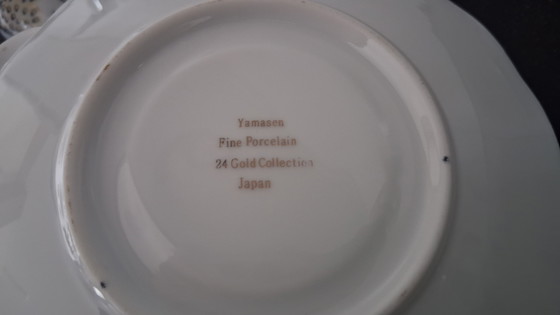 Yamasen
Fine Porcelain
24 Gold Collection
Japan